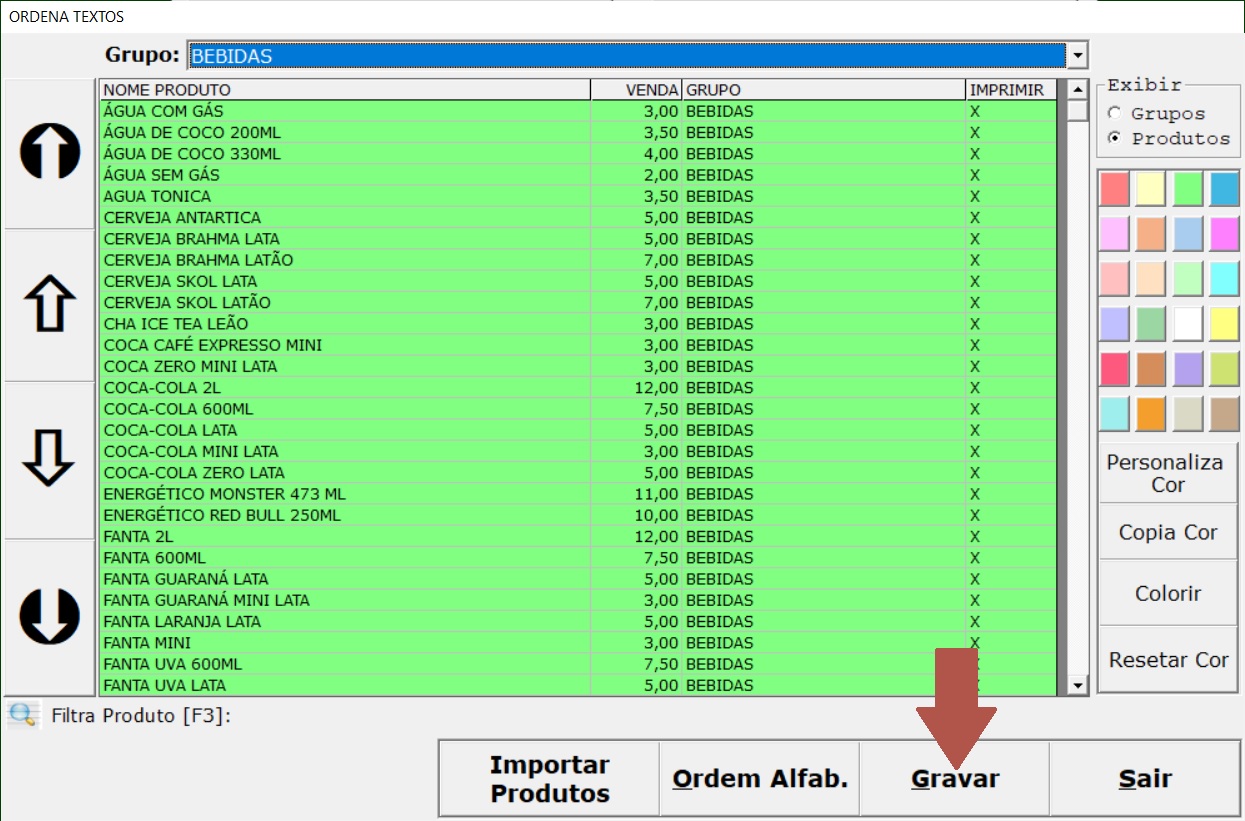 ORDENA TEXTOS
Grupo: BEBIDAS
NOME PRODUTO VENDA GRUPO IMPRIMIR
ÁGUA COM GÁS 3,00 BEBIDAS X
ÁGUA DE COCO 200ML 3,50 BEBIDAS X
ÁGUA DE COCO 330ML 4,00 BEBIDAS X
ÁGUA SEM GÁS 2,00 BEBIDAS X
AGUA TONICA 3,50 BEBIDAS X
CERVEJA ANTARTICA 5,00 BEBIDAS X
CERVEJA BRAHMA LATA 5,00 BEBIDAS X
CERVEJA BRAHMA LATÃO 7,00 BEBIDAS X
CERVEJA SKOL LATA 5,00 BEBIDAS X
CERVEJA SKOL LATÃO 7,00 BEBIDAS X
CHA ICE TEA LEÃO 3,00 BEBIDAS X
COCA CAFÉ EXPRESSO MINI 3,00 BEBIDAS X
COCA ZERO MINI LATA 3,00 BEBIDAS X
COCA-COLA 2L 12,00 BEBIDAS X
COCA-COLA 600ML 7,50 BEBIDAS X
COCA-COLA LATA 5,00 BEBIDAS X
COCA-COLA MINI LATA 3,00 BEBIDAS X
COCA-COLA ZERO LATA 5,00 BEBIDAS X
ENERGÉTICO MONSTER 473 ML 11,00 BEBIDAS X
ENERGÉTICO RED BULL 250ML 10,00 BEBIDAS X
FANTA 2L 12,00 BEBIDAS X
FANTA 600ML 7,50 BEBIDAS X
FANTA GUARANÁ LATA 5,00 BEBIDAS X
FANTA GUARANÁ MINI LATA 3,00 BEBIDAS X
FANTA LARANJA LATA 5,00 BEBIDAS X
FANTA MINI 3,00 BEBIDAS X
FANTA UVA 600ML 7,50 BEBIDAS X
FANTA UVA LATA 5,00 BEBIDAS X
Exibir
Grupos
Produtos
Personaliza
Cor
Copia Cor
Colorir
Resetar Cor
Filtra Produto [F3]:
Importar
Produtos
Ordem Alfab.
Gravar
Sair